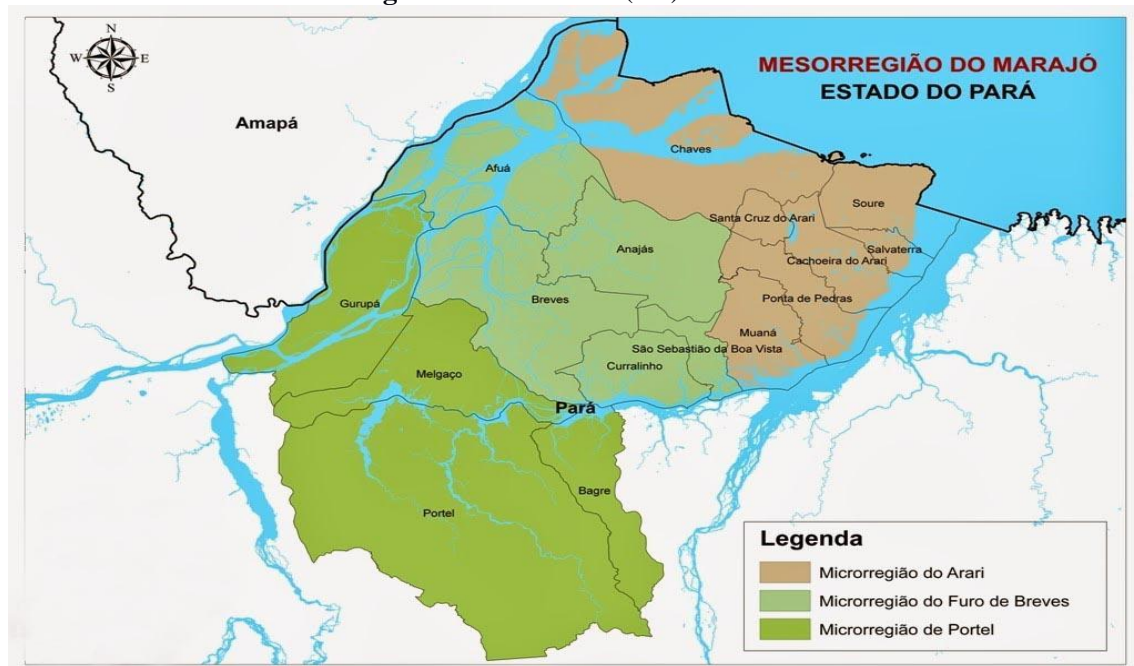 N
W E
S
MESORREGIÃO DO MARAJÓ
ESTADO DO PARÁ
Amapá
Chaves
Afuá
Soure
Santa Cruz do Arari
Anajás
Salvaterra
Cachoeira do Arari
Breves
Ponta de Pedras
Gurupá
Muaná
São Sebastião da Boa Vista
Curralinho
Melgaço
Pará
Bagre
Portel
Legenda
Microrregião do Arari
Microrregião do Furo de Breves
Microrregião de Portel